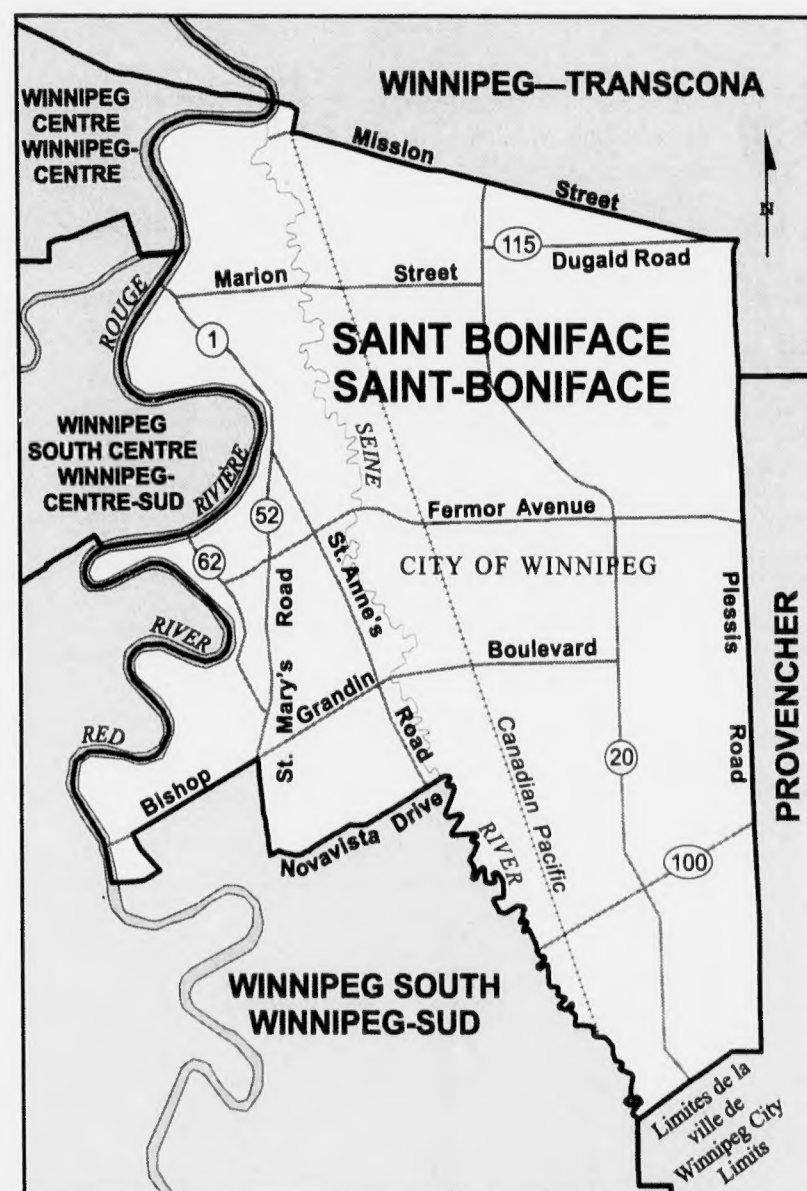 WINNIPEG—TRANSCONA
WINNIPEG
CENTRE
WINNIPEG-
CENTRE
Mission
Street
N
115
Dugald Road
Marion Street
ROUGE
1
SAINT BONIFACE
SAINT-BONIFACE
WINNIPEG
SOUTH CENTRE
WINNIPEG-
CENTRE-SUD
RIVIÈRE
SEINE
52
Fermor Avenue
62
CITY OF WINNIPEG
St. Anne's
Road
Plessis
Road
RIVER
RED
St. Mary's Road
Grandin
Boulevard
Bishop
PROVENCHER
Canadian Pacific
20
Novavista Drive
RIVER
100
WINNIPEG SOUTH
WINNIPEG-SUD
Limites de la
ville de
Winnipeg City
Limits